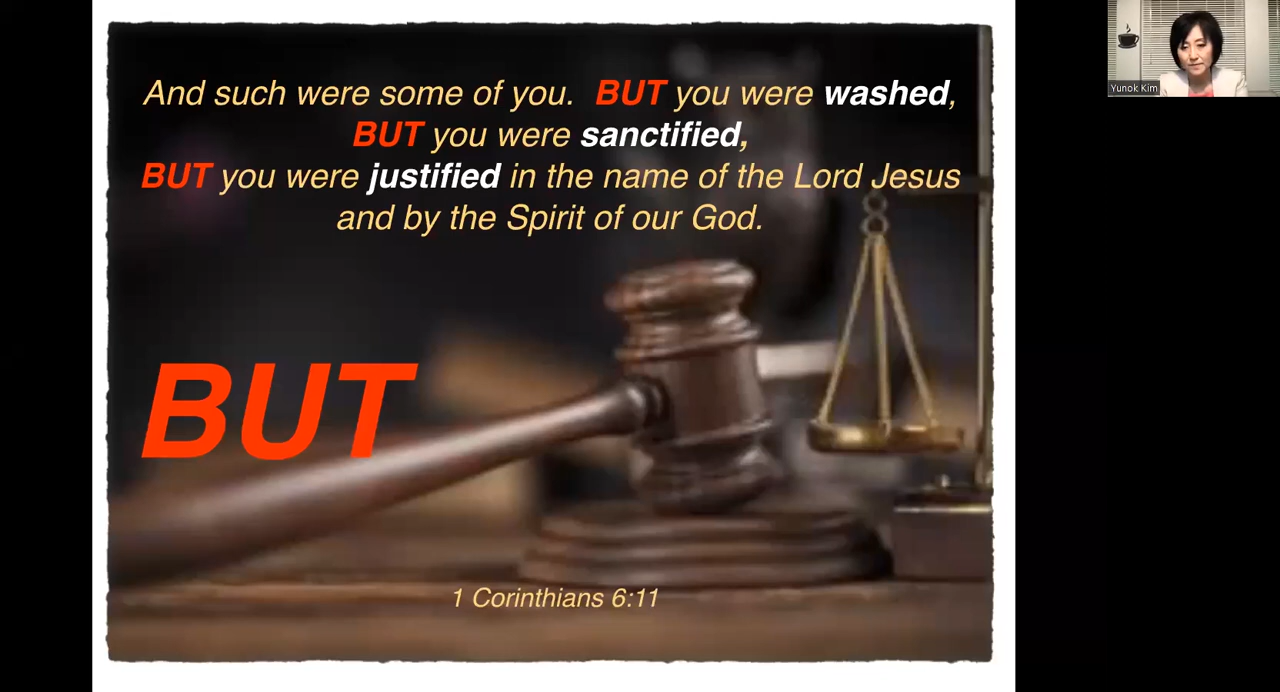 And such were some of you.  BUT you were washed,
BUT you were sanctified,
BUT you were justified in the name of the Lord Jesus
and by the Spirit of our God.
BUT
1 Corinthians 6:11
Yunok Kim